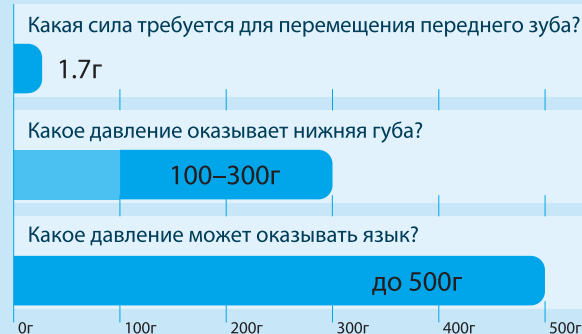 Какая сила требуется для перемещения переднего зуба?
1.7г
Какое давление оказывает нижняя губа?
100–300г
Какое давление может оказывать язык?
до 500г
0г 100г 200г 300г 400г 500г